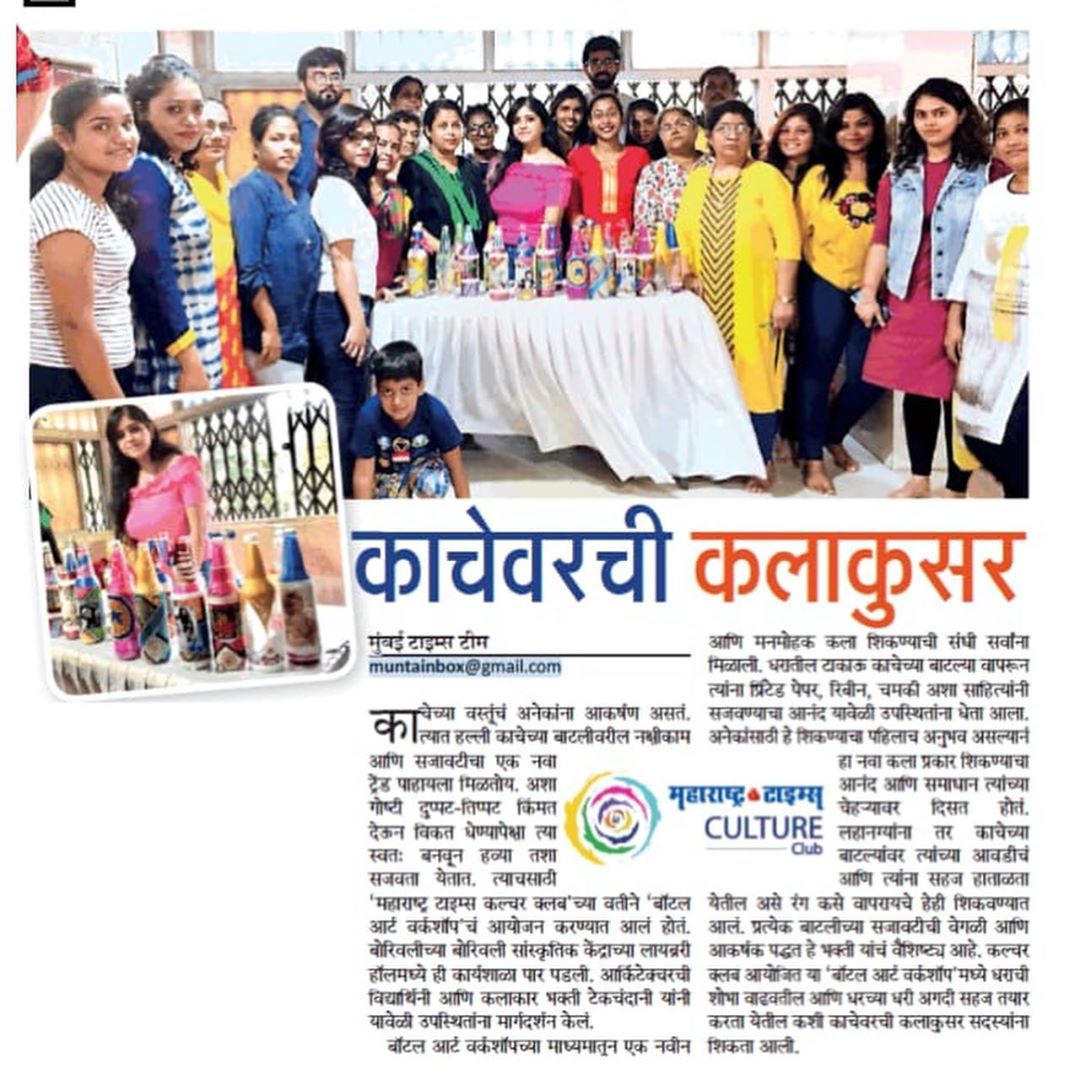 काचेवरची कलाकुसर
मुंबई टाइम्स टीम
muntainbox@gmail.com
काचेच्या वस्तूंचं अनेकांना आकर्षण असतं.
त्यात हल्ली काचेच्या बाटलीवरील नक्षीकाम
आणि सजावटीचा एक नवा
ट्रेंड पाहायला मिळतोय. अशा
गोष्टी दुप्पट-तिप्पट किंमत
देऊन विकत घेण्यापेक्षा त्या
स्वतः बनवून हव्या तशा
सजवता येतात. त्याचसाठी
'महाराष्ट्र टाइम्स कल्चर क्लब'च्या वतीने 'बॉटल
आर्ट वर्कशॉप'चं आयोजन करण्यात आलं होतं.
बोरिवलीच्या बोरिवली सांस्कृतिक केंद्राच्या लायब्ररी
हॉलमध्ये ही कार्यशाळा पार पडली. आर्किटेक्चरची
विद्यार्थिनी आणि कलाकार भक्ती टेकचंदानी यांनी
यावेळी उपस्थितांना मार्गदर्शन केलं.
बॉटल आर्ट वर्कशॉपच्या माध्यमातून एक नवीन
आणि मनमोहक कला शिकण्याची संधी सर्वांना
मिळाली. घरातील टाकाऊ काचेच्या बाटल्या वापरून
त्यांना प्रिंटेड पेपर, रिबीन, चमकी अशा साहित्यांनी
सजवण्याचा आनंद यावेळी उपस्थितांना घेता आला.
अनेकांसाठी हे शिकण्याचा पहिलाच अनुभव असल्यानं
हा नवा कला प्रकार शिकण्याचा
आनंद आणि समाधान त्यांच्या
चेहऱ्यावर दिसत होतं.
लहानग्यांना तर काचेच्या
बाटल्यांवर त्यांच्या आवडीचं
आणि त्यांना सहज हाताळता
येतील असे रंग कसे वापरायचे हेही शिकवण्यात
आलं. प्रत्येक बाटलीच्या सजावटीची वेगळी आणि
आकर्षक पद्धत हे भक्ती यांचं वैशिष्ट्य आहे. कल्चर
क्लब आयोजित या 'बॉटल आर्ट वर्कशॉप'मध्ये घराची
शोभा वाढवतील आणि घरच्या घरी अगदी सहज तयार
करता येतील कशी काचेवरची कलाकुसर सदस्यांना
शिकता आली.
महाराष्ट्र टाइम्स
CULTURE
Club